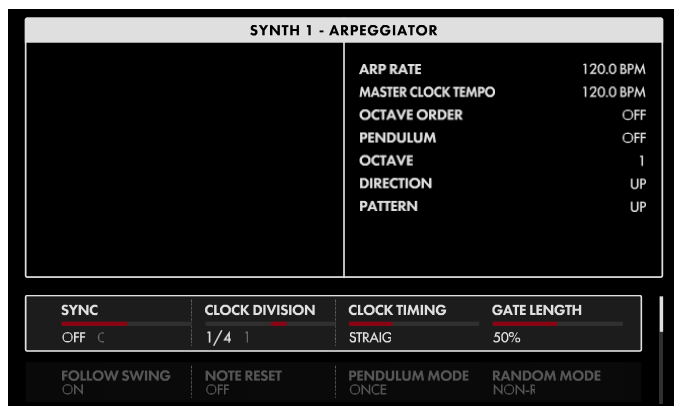 SYNTH 1 - ARPEGGIATOR
ARP RATE 120.0 BPM
MASTER CLOCK TEMPO 120.0 BPM
OCTAVE ORDER OFF
PENDULUM OFF
OCTAVE 1
DIRECTION UP
PATTERN UP
SYNC CLOCK DIVISION CLOCK TIMING GATE LENGTH
OFF C 1/4 1 STRAIG 50%
FOLLOW SWING NOTE RESET PENDULUM MODE RANDOM MODE
ON OFF ONCE NON-R